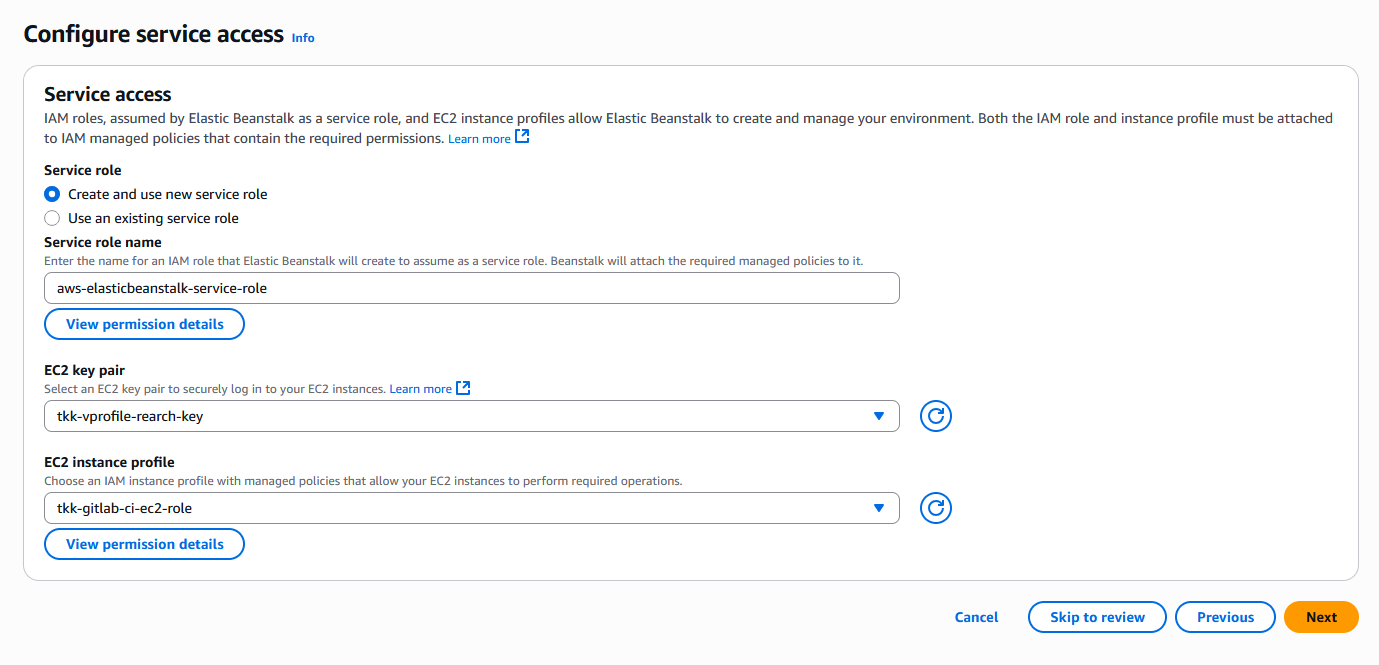 Configure service access Info
Service access
IAM roles, assumed by Elastic Beanstalk as a service role, and EC2 instance profiles allow Elastic Beanstalk to create and manage your environment. Both the IAM role and instance profile must be attached
to IAM managed policies that contain the required permissions. Learn more
Service role
Create and use new service role
Use an existing service role
Service role name
Enter the name for an IAM role that Elastic Beanstalk will create to assume as a service role. Beanstalk will attach the required managed policies to it.
aws-elasticbeanstalk-service-role
View permission details
EC2 key pair
Select an EC2 key pair to securely log in to your EC2 instances. Learn more
tkk-vprofile-rearch-key
EC2 instance profile
Choose an IAM instance profile with managed policies that allow your EC2 instances to perform required operations.
tkk-gitlab-ci-ec2-role
View permission details
Cancel Skip to review Previous Next